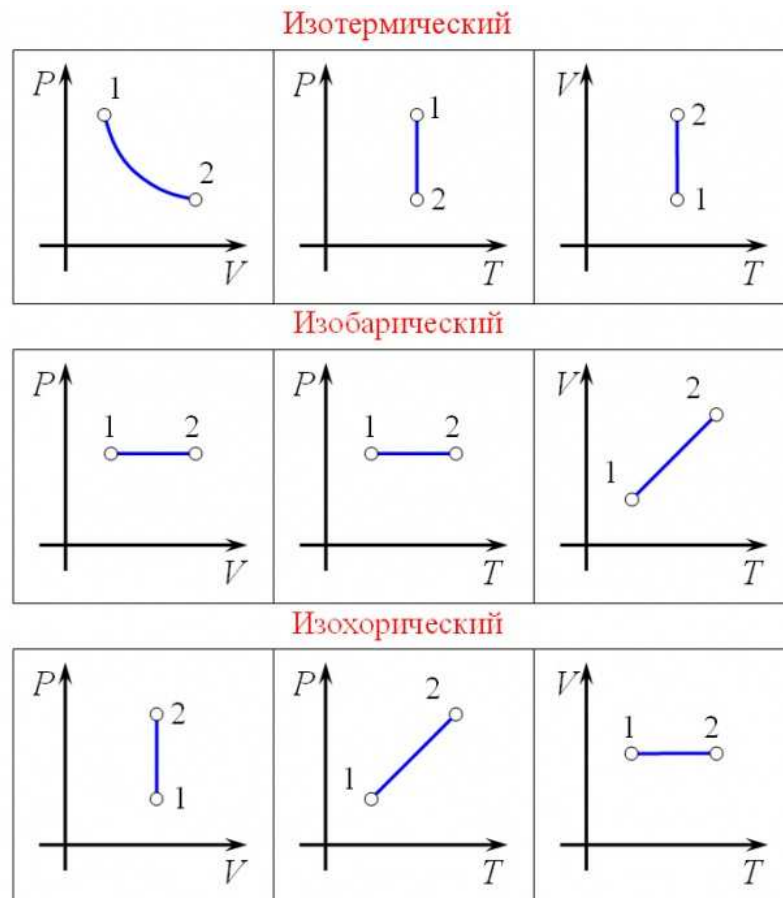 Изотермический
P 1 2 V
P 1 2 T
V 2 1 T
Изобарический
P 1 2 V
P 1 2 T
V 2 1 T
Изохорический
P 2 1 V
P 2 1 T
V 1 2 T